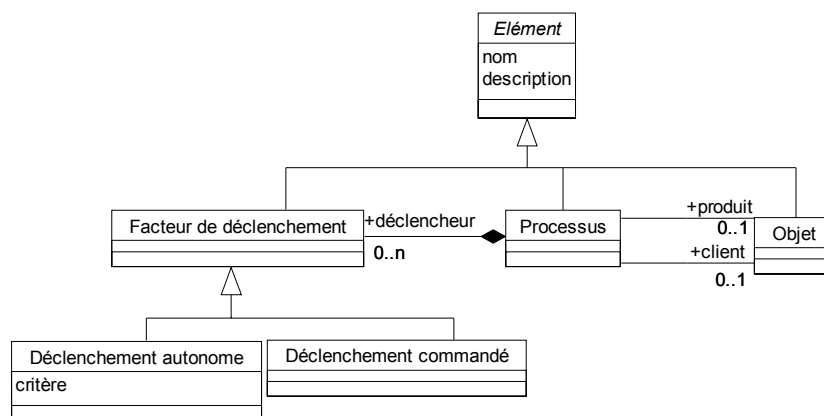 Elément
nom
description
Facteur de déclenchement
+déclencheur
0..n
Processus
+produit
0..1
+client
0..1
Objet
Déclenchement autonome
critère
Déclenchement commandé